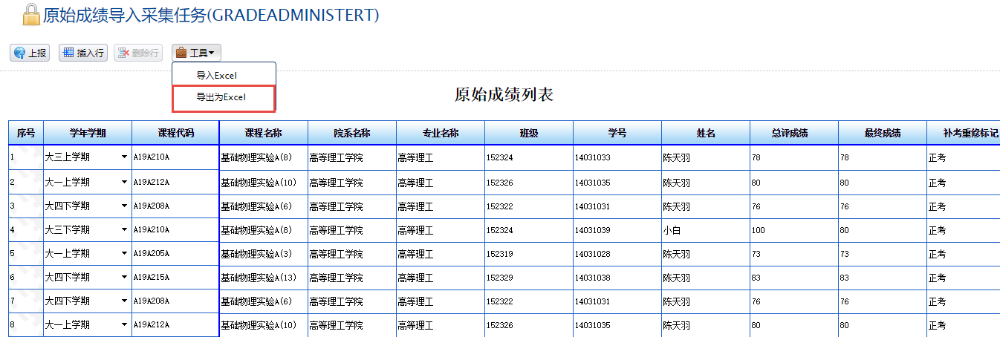 原始成绩导入采集任务(GRADEADMINISTERT)
上报 插入行 删除行 工具
导入Excel
导出为Excel
原始成绩列表
序号 学年学期 课程代码 课程名称 院系名称 专业名称 班级 学号 姓名 总评成绩 最终成绩 补考重修标记
1 大三上学期 A19A210A 基础物理实验A(8) 高等理工学院 高等理工 152324 14031033 陈天羽 78 78 正考
2 大一上学期 A19A212A 基础物理实验A(10) 高等理工学院 高等理工 152326 14031035 陈天羽 80 80 正考
3 大四下学期 A19A208A 基础物理实验A(6) 高等理工学院 高等理工 152322 14031031 陈天羽 76 76 正考
4 大三下学期 A19A210A 基础物理实验A(8) 高等理工学院 高等理工 152324 14031039 小白 100 80 正考
5 大一上学期 A19A205A 基础物理实验A(3) 高等理工学院 高等理工 152319 14031028 陈天羽 73 73 正考
6 大四下学期 A19A215A 基础物理实验A(13) 高等理工学院 高等理工 152329 14031038 陈天羽 83 83 正考
7 大四下学期 A19A208A 基础物理实验A(6) 高等理工学院 高等理工 152322 14031031 陈天羽 76 76 正考
8 大一上学期 A19A212A 基础物理实验A(10) 高等理工学院 高等理工 152326 14031035 陈天羽 80 80 正考